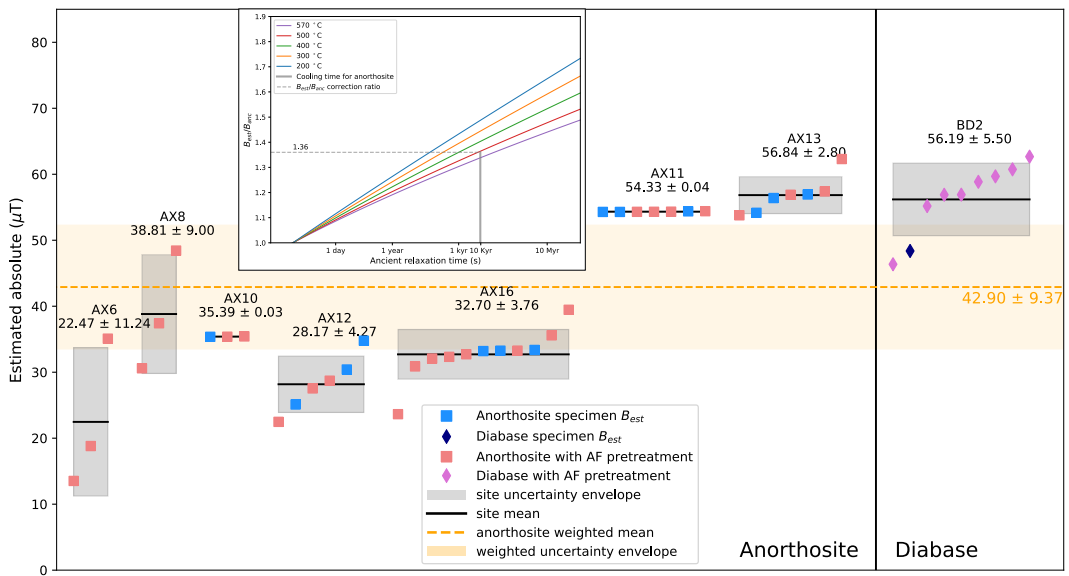 Estimated absolute (μT)
80
70
60
50
40
30
20
10
0
1.9
1.8
1.7
1.6
1.5
1.4
1.3
1.2
1.1
1.0
B_est/B_anc
570 °C
500 °C
400 °C
300 °C
200 °C
Cooling time for anorthosite
B_est/B_anc correction ratio
1.36
1 day
1 year
1 kyr
10 Kyr
10 Myr
Ancient relaxation time (s)
AX6
22.47 ± 11.24
AX8
38.81 ± 9.00
AX10
35.39 ± 0.03
AX12
28.17 ± 4.27
AX16
32.70 ± 3.76
AX11
54.33 ± 0.04
AX13
56.84 ± 2.80
BD2
56.19 ± 5.50
42.90 ± 9.37
Anorthosite specimen B_est
Diabase specimen B_est
Anorthosite with AF pretreatment
Diabase with AF pretreatment
site uncertainty envelope
site mean
anorthosite weighted mean
weighted uncertainty envelope
Anorthosite
Diabase